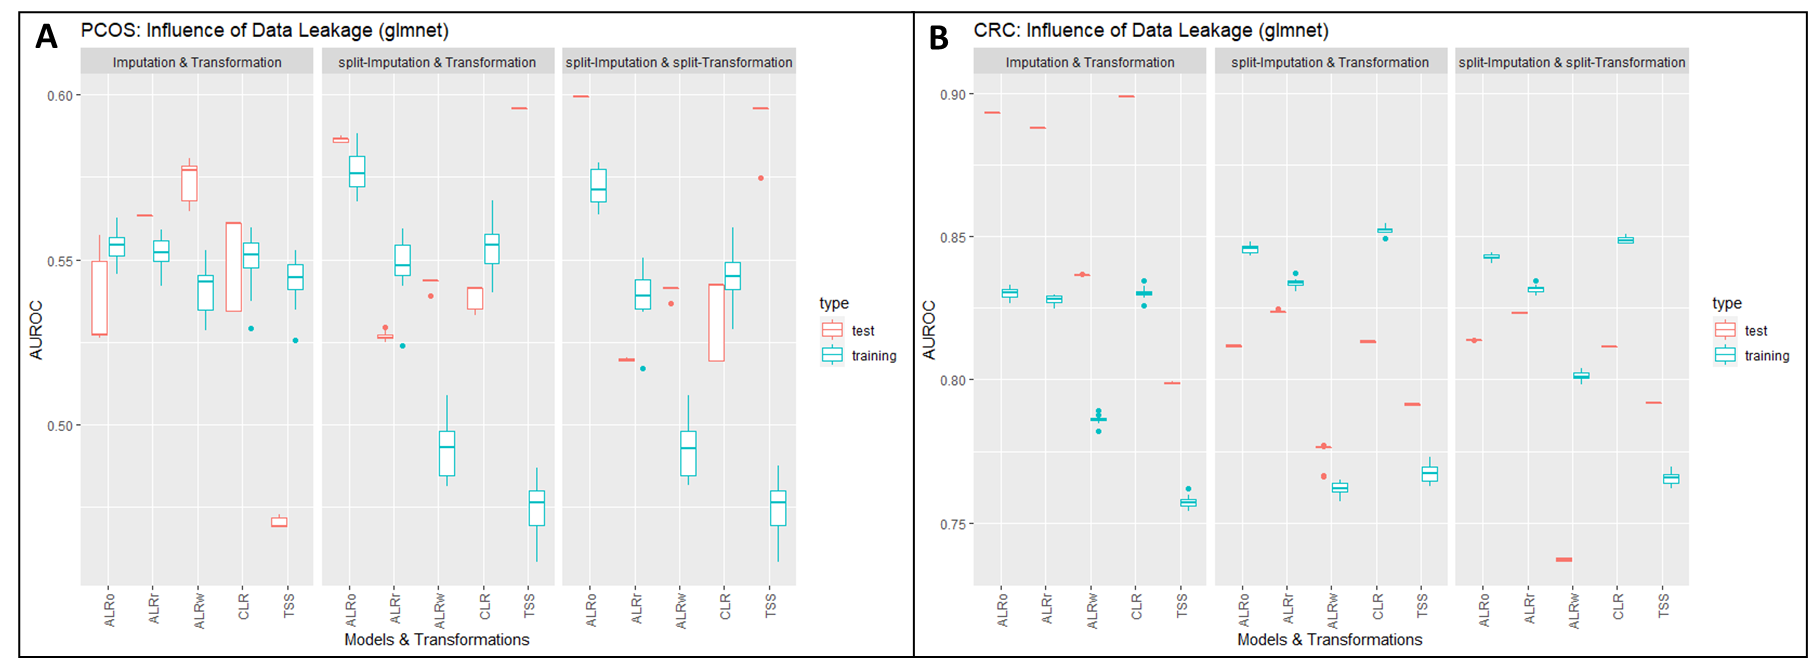 A PCOS: Influence of Data Leakage (glmnet)
Imputation & Transformation
split-Imputation & Transformation
split-Imputation & split-Transformation
AUROC
0.60
0.55
0.50
ALRo
ALRr
ALRw
CLR
TSS
ALRo
ALRr
ALRw
CLR
TSS
ALRo
ALRr
ALRw
CLR
TSS
Models & Transformations
type
test
training
B CRC: Influence of Data Leakage (glmnet)
Imputation & Transformation
split-Imputation & Transformation
split-Imputation & split-Transformation
AUROC
0.90
0.85
0.80
0.75
ALRo
ALRr
ALRw
CLR
TSS
ALRo
ALRr
ALRw
CLR
TSS
ALRo
ALRr
ALRw
CLR
TSS
Models & Transformations
type
test
training